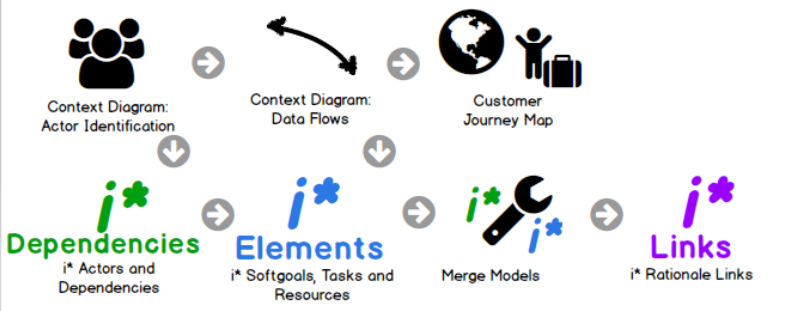 Context Diagram:
Actor Identification
Context Diagram:
Data Flows
Customer
Journey Map
i*
Dependencies
i* Actors and
Dependencies
i*
Elements
i* Softgoals, Tasks and
Resources
i*
i*
Merge Models
i*
Links
i* Rationale Links